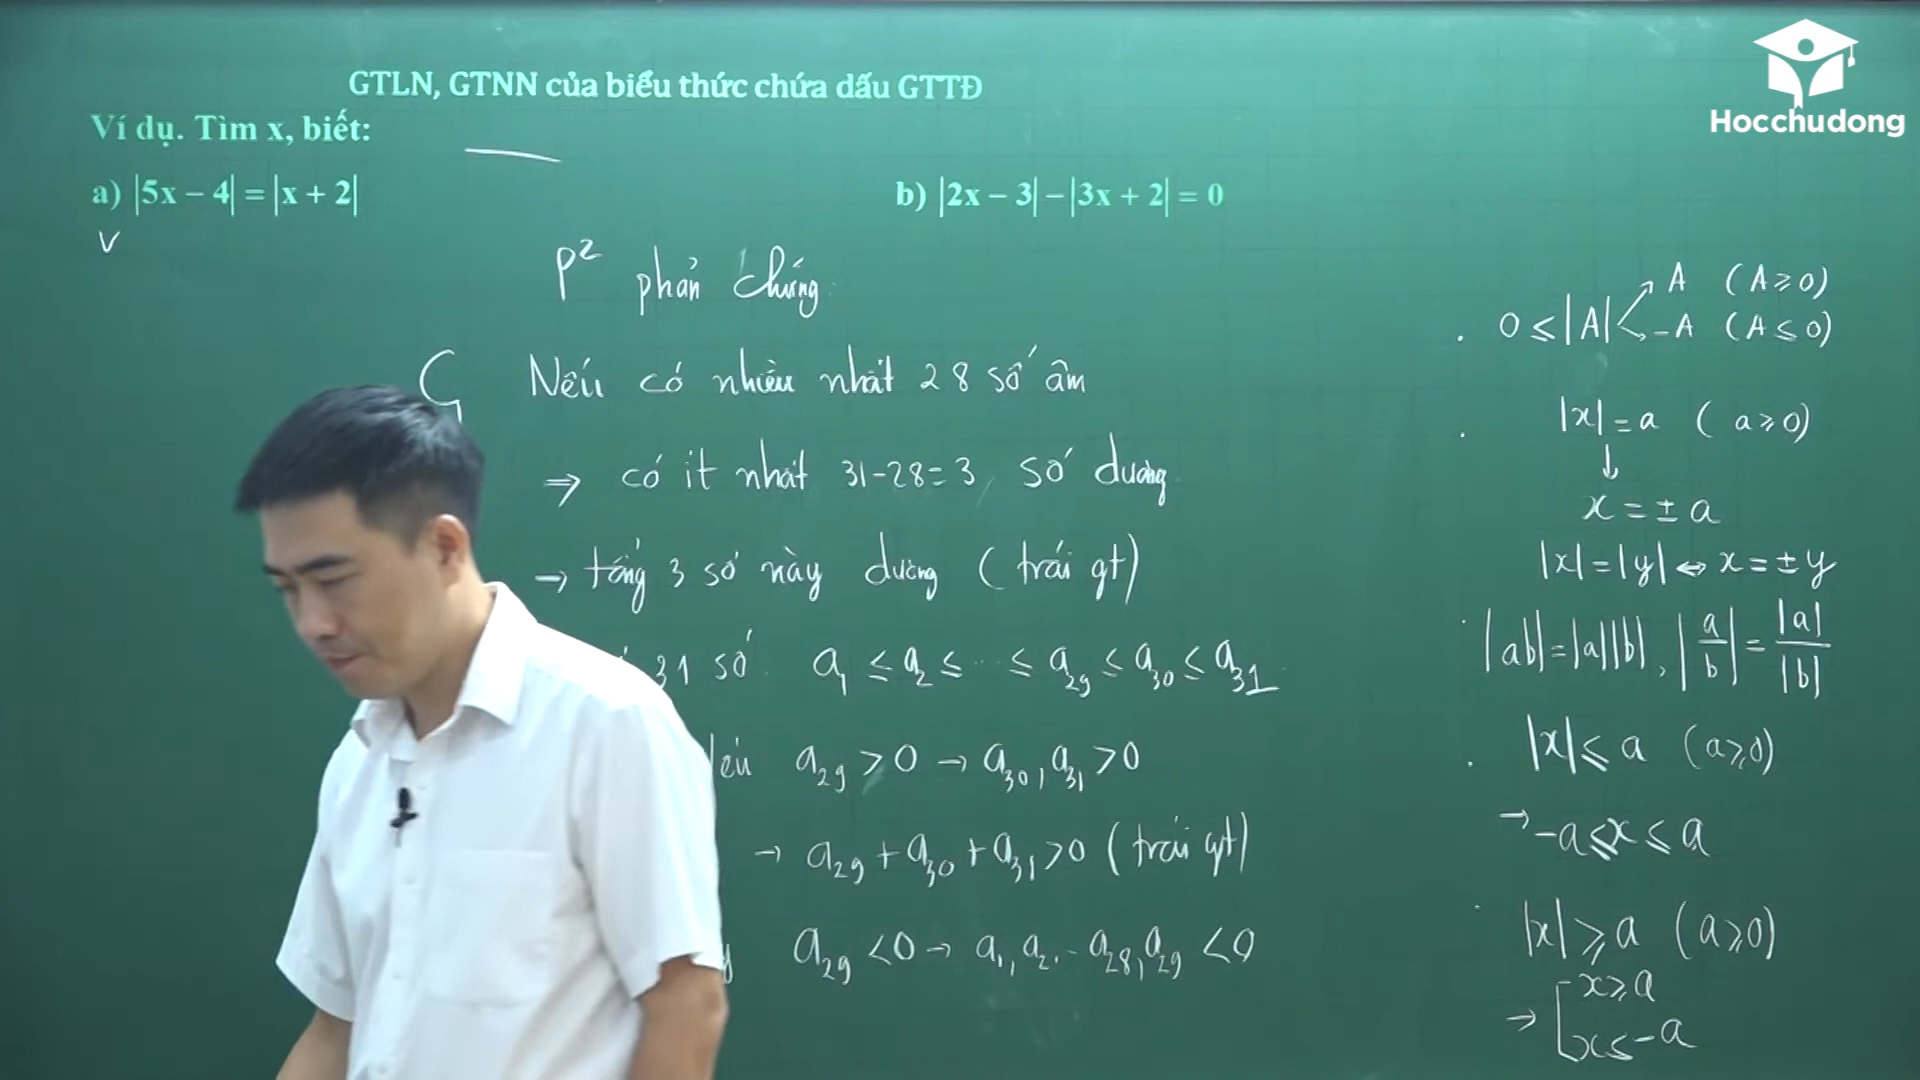 GTLN, GTNN của biểu thức chứa dấu GTTĐ
Hocchudong
Ví dụ. Tìm x, biết:
a) |5x – 4| = |x + 2|
b) |2x – 3| – |3x + 2| = 0
P² phản chứng
Nếu có nhiều nhất 28 số âm
⇒ có ít nhất 31-28=3 số dương
→ tổng 3 số này dương (trái gt)
31 số a₁ ≤ a₂ ≤ ... ≤ a₂₉ ≤ a₃₀ ≤ a₃₁
a₂₉ > 0 → a₃₀, a₃₁ > 0
→ a₂₉ + a₃₀ + a₃₁ > 0 (trái gt)
a₂₉ < 0 → a₁, a₂, .. a₂₈, a₂₉ < 0
A (A ≥ 0)
0 ≤ |A|
-A (A ≤ 0)
|x| = a (a ≥ 0)
↓
x = ± a
|x| = |y| ↔ x = ± y
|ab| = |a||b|, |a/b| = |a|/|b|
|x| ≤ a (a ≥ 0)
→ -a ≤ x ≤ a
|x| ≥ a (a ≥ 0)
→ [ x ≥ a
x ≤ -a